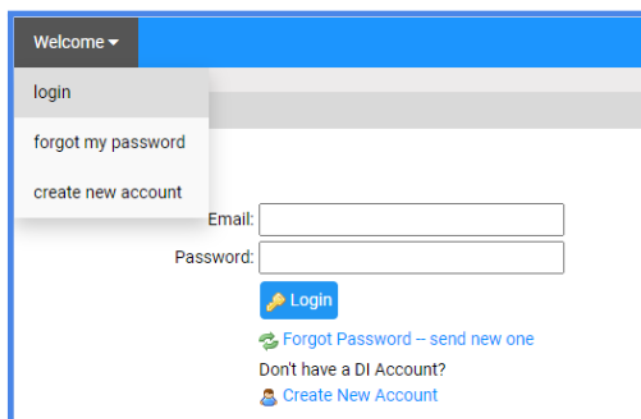 Welcome
login
forgot my password
create new account
Email:
Password:
Login
Forgot Password -- send new one
Don't have a DI Account?
Create New Account